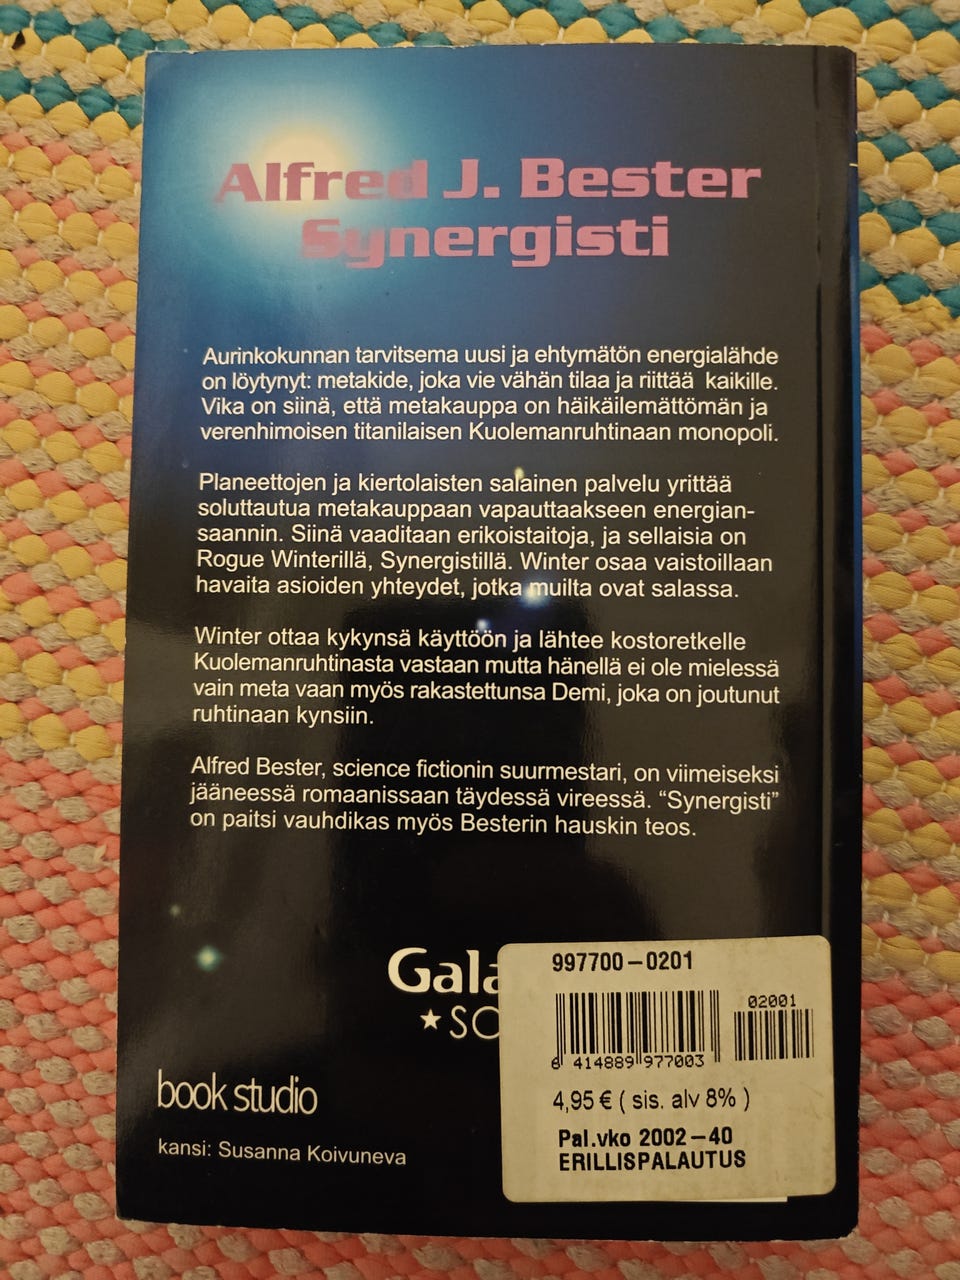 Alfred J. Bester
Synergisti
Aurinkokunnan tarvitsema uusi ja ehtymätön energialähde
on löytynyt: metakide, joka vie vähän tilaa ja riittää kaikille.
Vika on siinä, että metakauppa on häikäilemättömän ja
verenhimoisen titanilaisen Kuolemanruhtinaan monopoli.
Planeettojen ja kiertolaisten salainen palvelu yrittää
soluttautua metakauppaan vapauttaakseen energian-
saannin. Siinä vaaditaan erikoistaitoja, ja sellaisia on
Rogue Winterillä, Synergistillä. Winter osaa vaistoillaan
havaita asioiden yhteydet, jotka muilta ovat salassa.
Winter ottaa kykynsä käyttöön ja lähtee kostoretkelle
Kuolemanruhtinasta vastaan mutta hänellä ei ole mielessä
vain meta vaan myös rakastettunsa Demi, joka on joutunut
ruhtinaan kynsiin.
Alfred Bester, science fictionin suurmestari, on viimeiseksi
jääneessä romaanissaan täydessä vireessä. “Synergisti”
on paitsi vauhdikas myös Besterin hauskin teos.
Gala
★SC
book studio
kansi: Susanna Koivuneva
997700–0201
02001
6 414889 977003
4,95 € ( sis. alv 8% )
Pal.vko 2002–40
ERILLISPALAUTUS